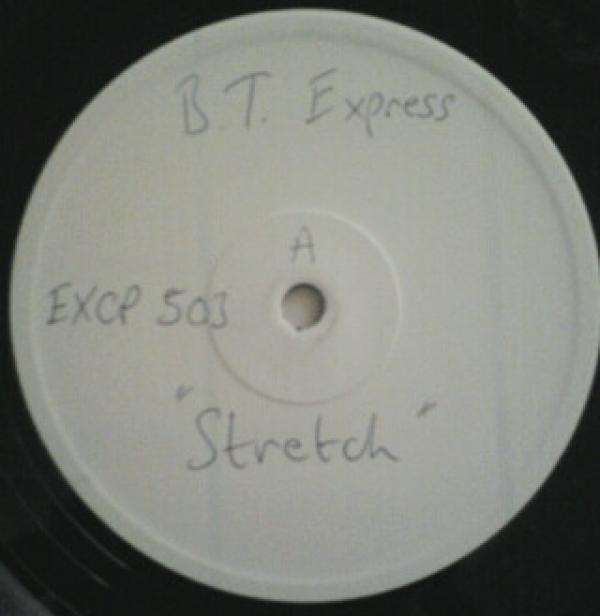 B.T. Express
A
EXCP 503
"Stretch"